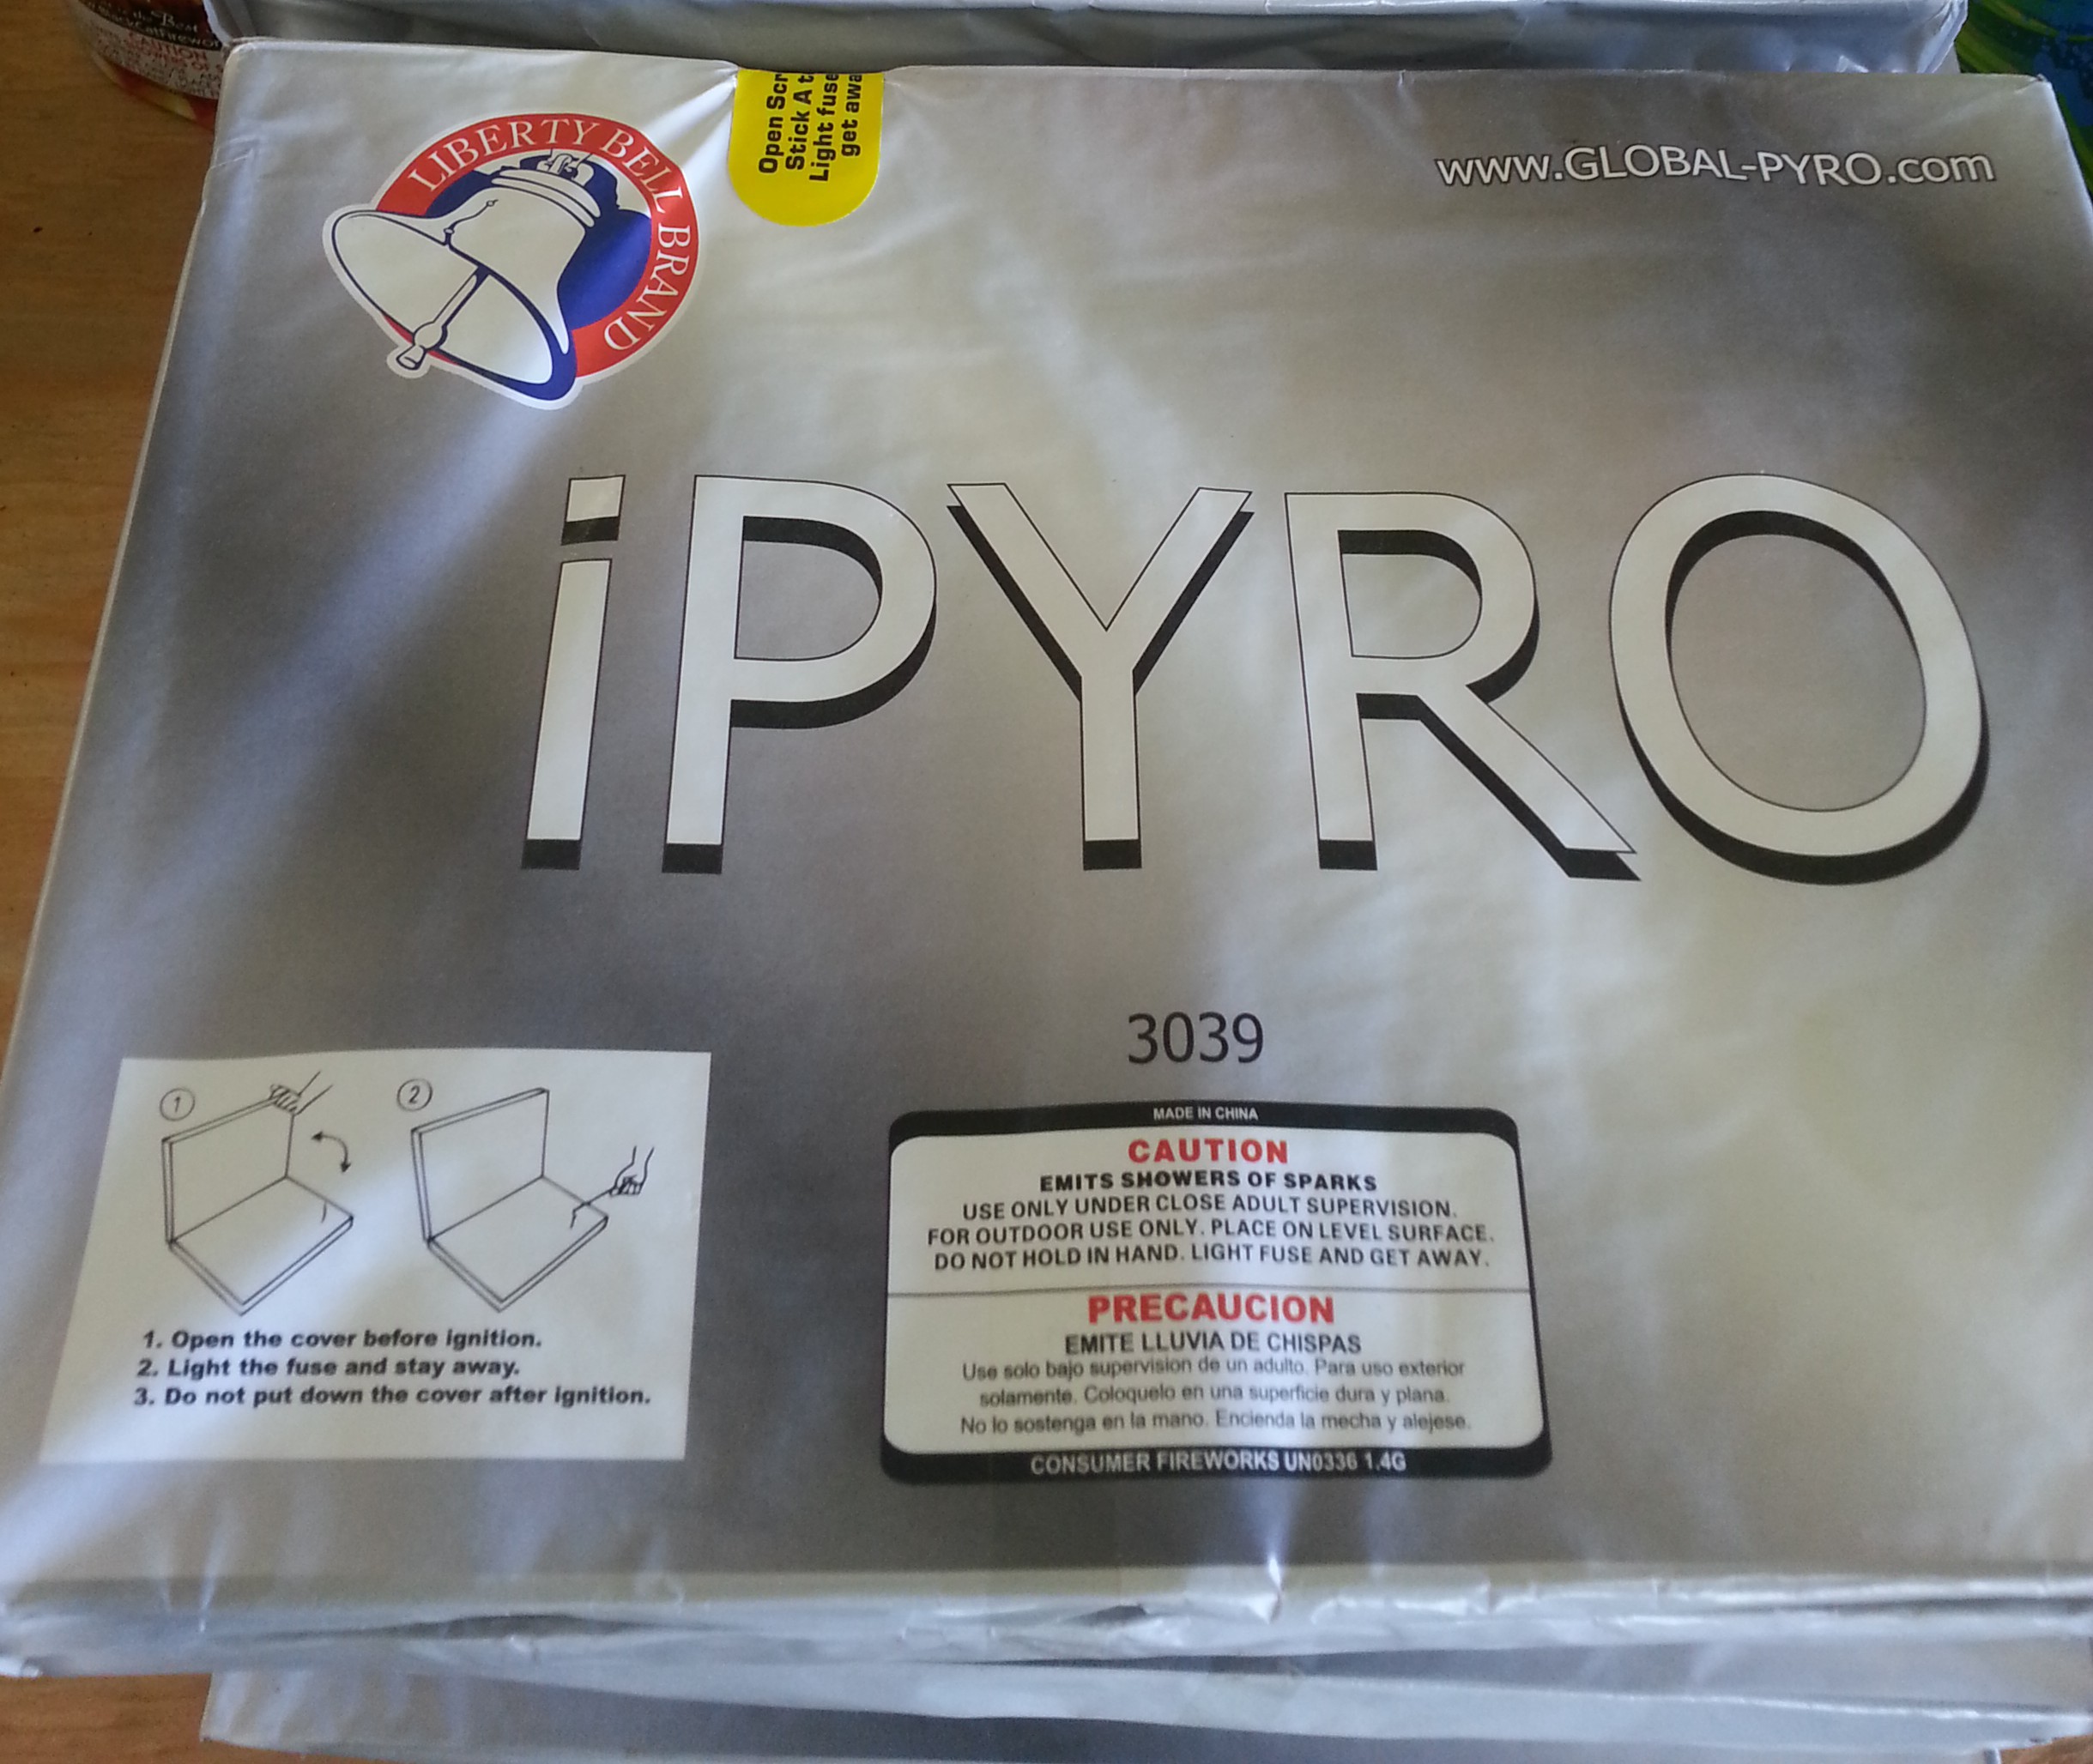 the Best
CAUTION
LIBERTY BELL BRAND
Open Scr
Stick A t
Light fuse
get awa
www.GLOBAL-PYRO.com
iPYRO
3039
1
2
1. Open the cover before ignition.
2. Light the fuse and stay away.
3. Do not put down the cover after ignition.
MADE IN CHINA
CAUTION
EMITS SHOWERS OF SPARKS
USE ONLY UNDER CLOSE ADULT SUPERVISION.
FOR OUTDOOR USE ONLY. PLACE ON LEVEL SURFACE.
DO NOT HOLD IN HAND. LIGHT FUSE AND GET AWAY.
PRECAUCION
EMITE LLUVIA DE CHISPAS
Use solo bajo supervision de un adulto. Para uso exterior
solamente. Coloquelo en una superficie dura y plana.
No lo sostenga en la mano. Encienda la mecha y alejese.
CONSUMER FIREWORKS UN0336 1.4G